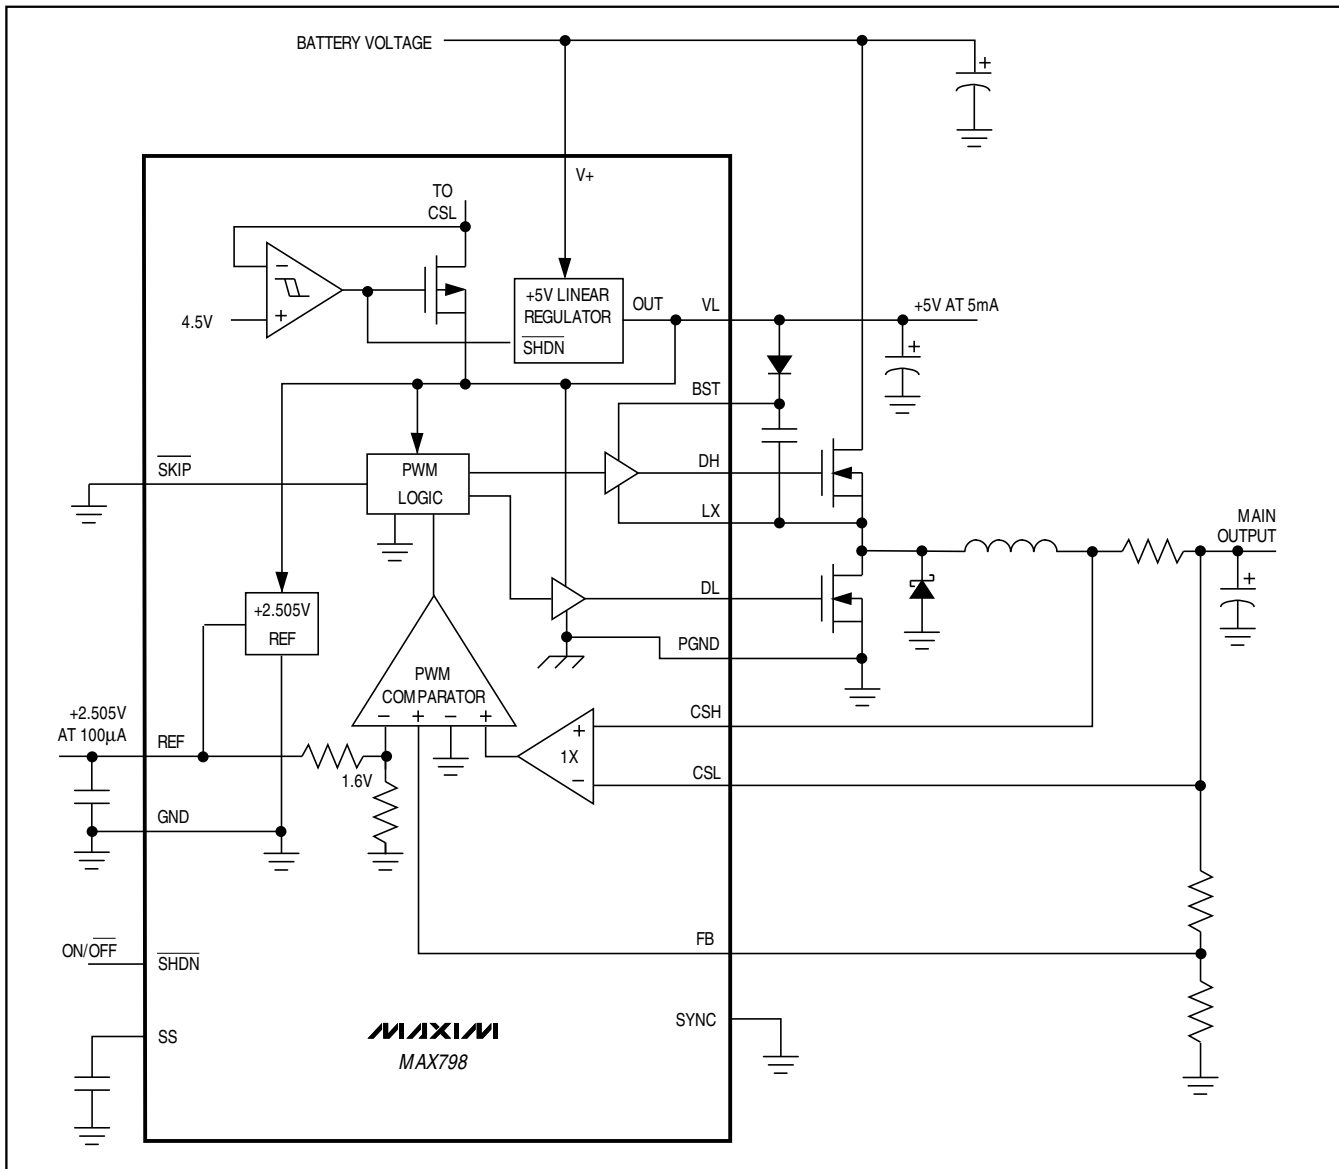 BATTERY VOLTAGE
+
V+
TO
CSL
−
+
4.5V
+5V LINEAR
REGULATOR
SHDN
OUT
VL
+5V AT 5mA
+
BST
SKIP
PWM
LOGIC
DH
LX
MAIN
OUTPUT
+
DL
+2.505V
REF
PGND
PWM
COMPARATOR
− + − +
+2.505V
AT 100µA
REF
1.6V
+
1X
−
CSH
CSL
GND
ON/OFF
SHDN
FB
SS
SYNC
MAXIM
MAX798